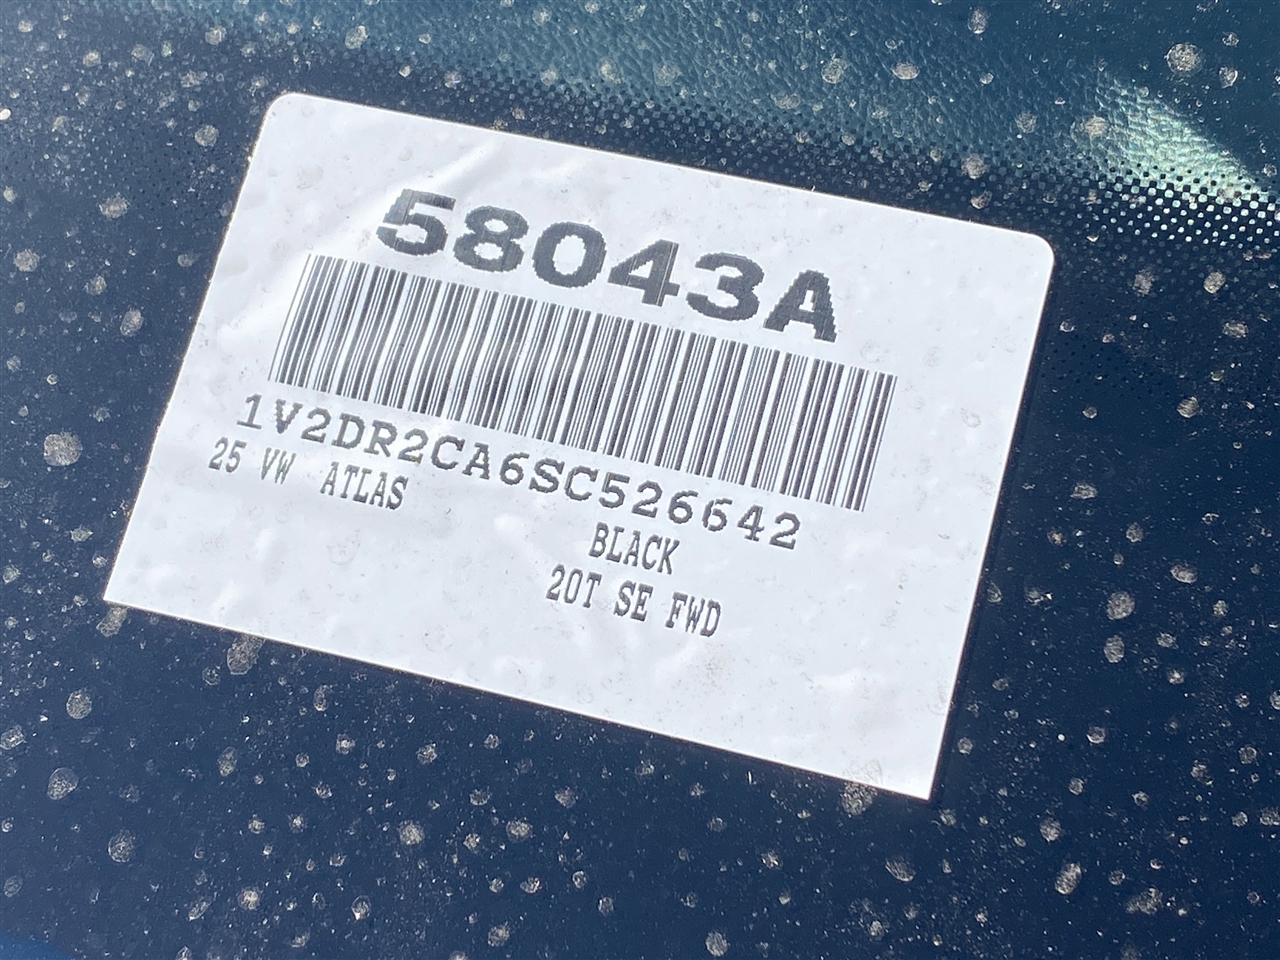 58043A
1V2DR2CA6SC526642
25 VW ATLAS
BLACK
20T SE FWD